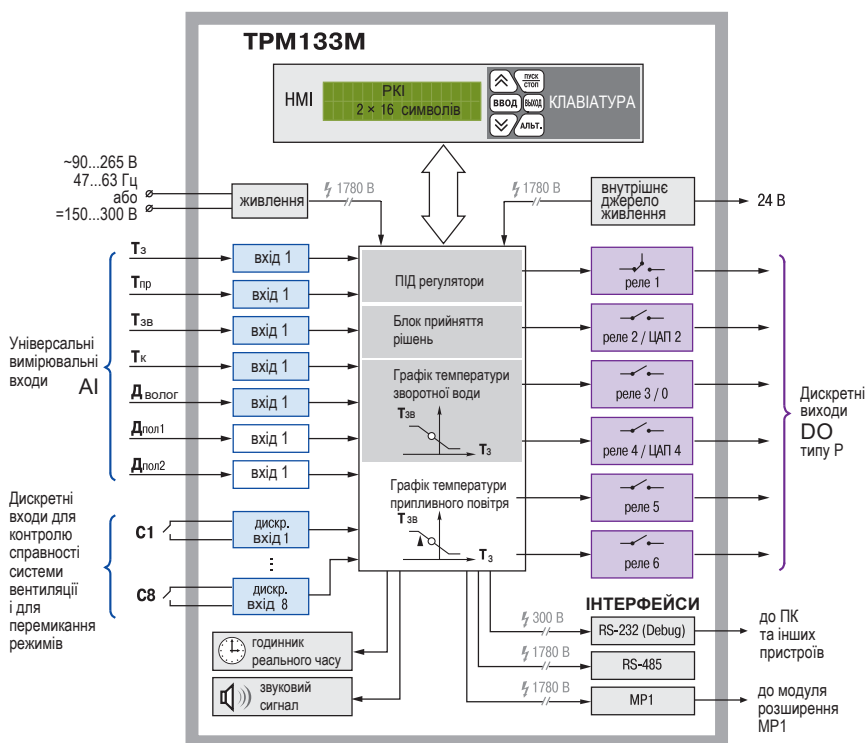 ТРМ133М
HMI
РКІ
2 × 16 символів
ПУСК
СТОП
ВВОД
ВЫХОД
АЛЬТ.
КЛАВІАТУРА
~90...265 В
47...63 Гц
або
=150...300 В
живлення
1780 В
1780 В
внутрішнє
джерело
живлення
24 В
Універсальні
вимірювальні
входи
AI
Тз
вхід 1
Тпр
вхід 1
Тзв
вхід 1
Тк
вхід 1
Дволог
вхід 1
Дпол1
вхід 1
Дпол2
вхід 1
ПІД регулятори
Блок прийняття
рішень
Графік температури
зворотної води
Тзв
Тз
Графік температури
припливного повітря
Тзв
Тз
реле 1
реле 2 / ЦАП 2
реле 3 / 0
реле 4 / ЦАП 4
реле 5
реле 6
Дискретні
виходи
DO
типу Р
Дискретні
входи для
контролю
справності
системи
вентиляції
і для
перемикання
режимів
С1
дискр.
вхід 1
...
С8
дискр.
вхід 8
годинник
реального часу
звуковий
сигнал
ІНТЕРФЕЙСИ
300 В
RS-232 (Debug)
до ПК
та інших
пристроїв
1780 В
RS-485
1780 В
МР1
до модуля
розширення
МР1